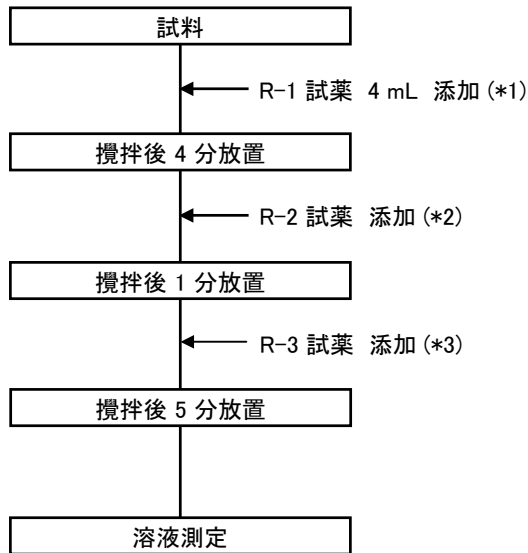 試料
R-1 試薬 4 mL 添加 (*1)
攪拌後 4 分放置
R-2 試薬 添加 (*2)
攪拌後 1 分放置
R-3 試薬 添加 (*3)
攪拌後 5 分放置
溶液測定